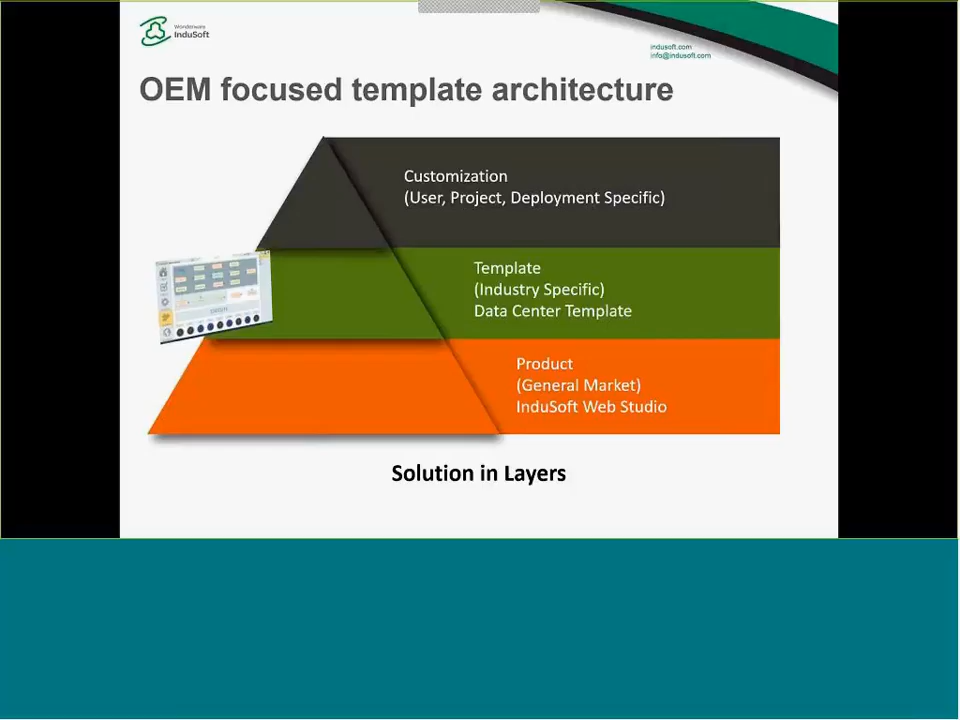 Wonderware
InduSoft
indusoft.com
info@indusoft.com
OEM focused template architecture
Customization
(User, Project, Deployment Specific)
Template
(Industry Specific)
Data Center Template
Product
(General Market)
InduSoft Web Studio
Solution in Layers